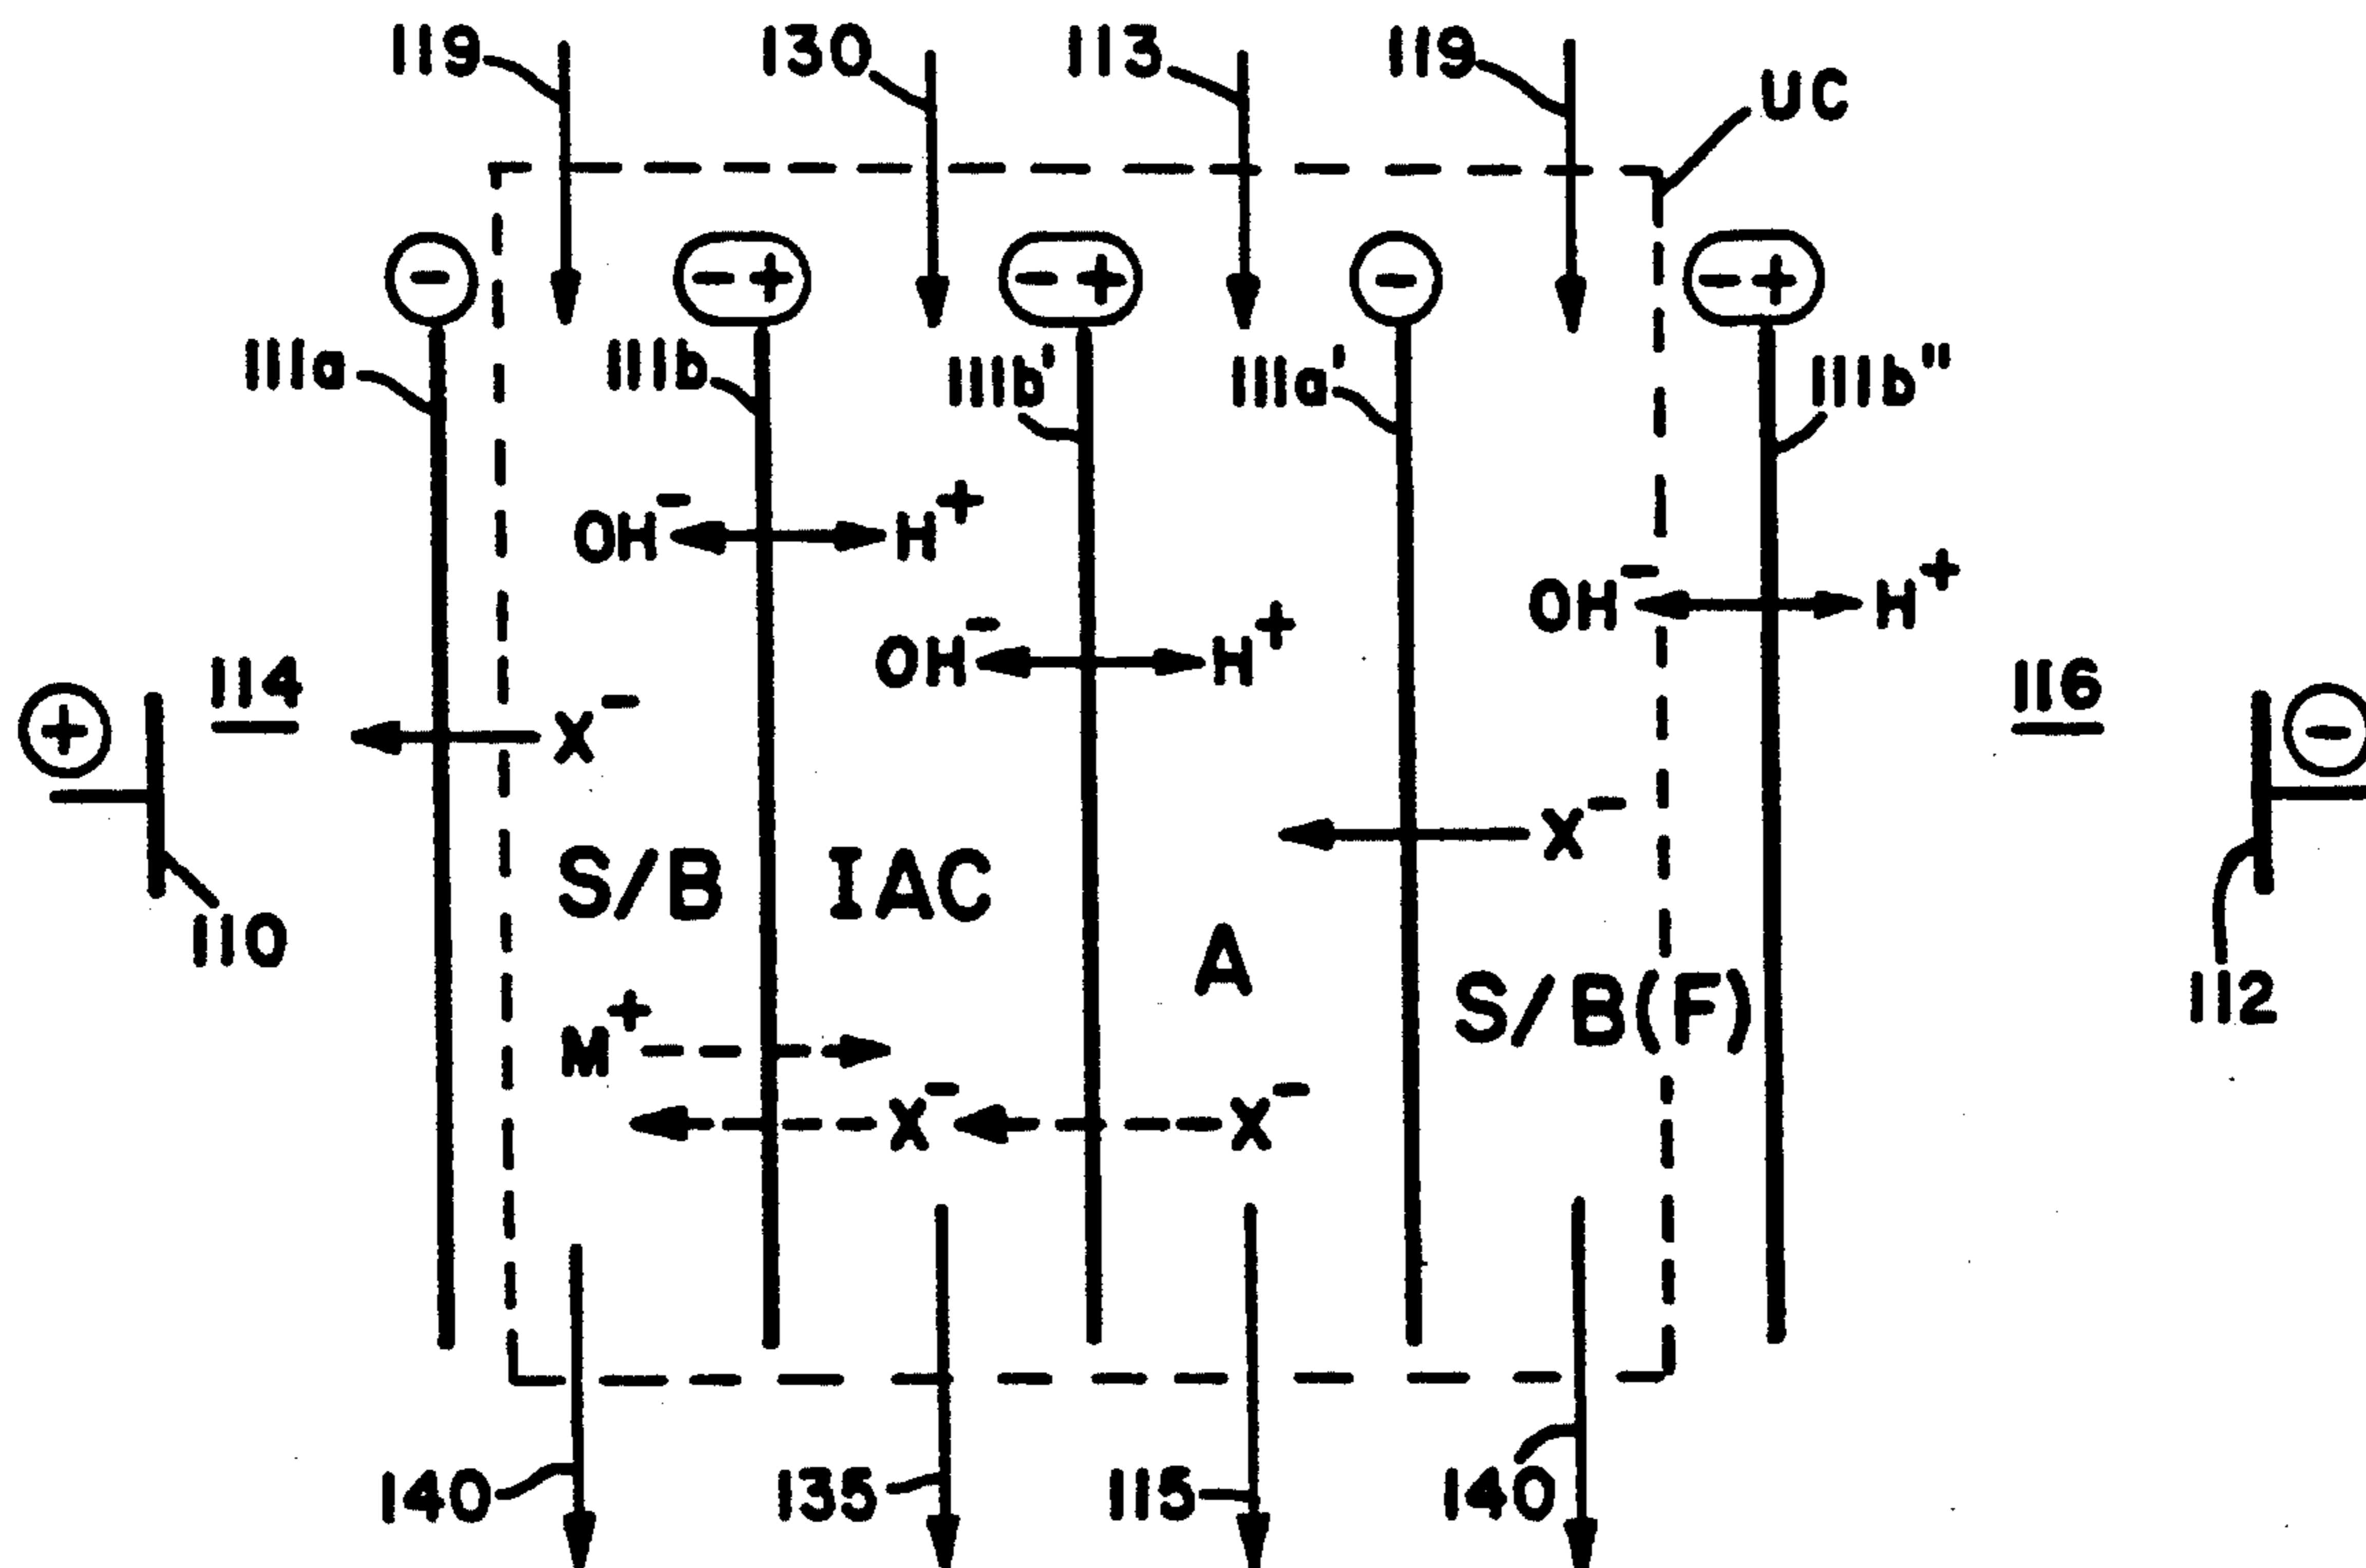 119 130 113 119 UC
− − + − + − − +
111a 111b 111b' 111a' 111b"
OH⁻ H⁺
OH⁻ H⁺
OH⁻ H⁺
+ 114 X⁻ 116 −
X⁻
S/B IAC
110 A
S/B(F) 112
M⁺
X⁻ X⁻
140 135 115 140